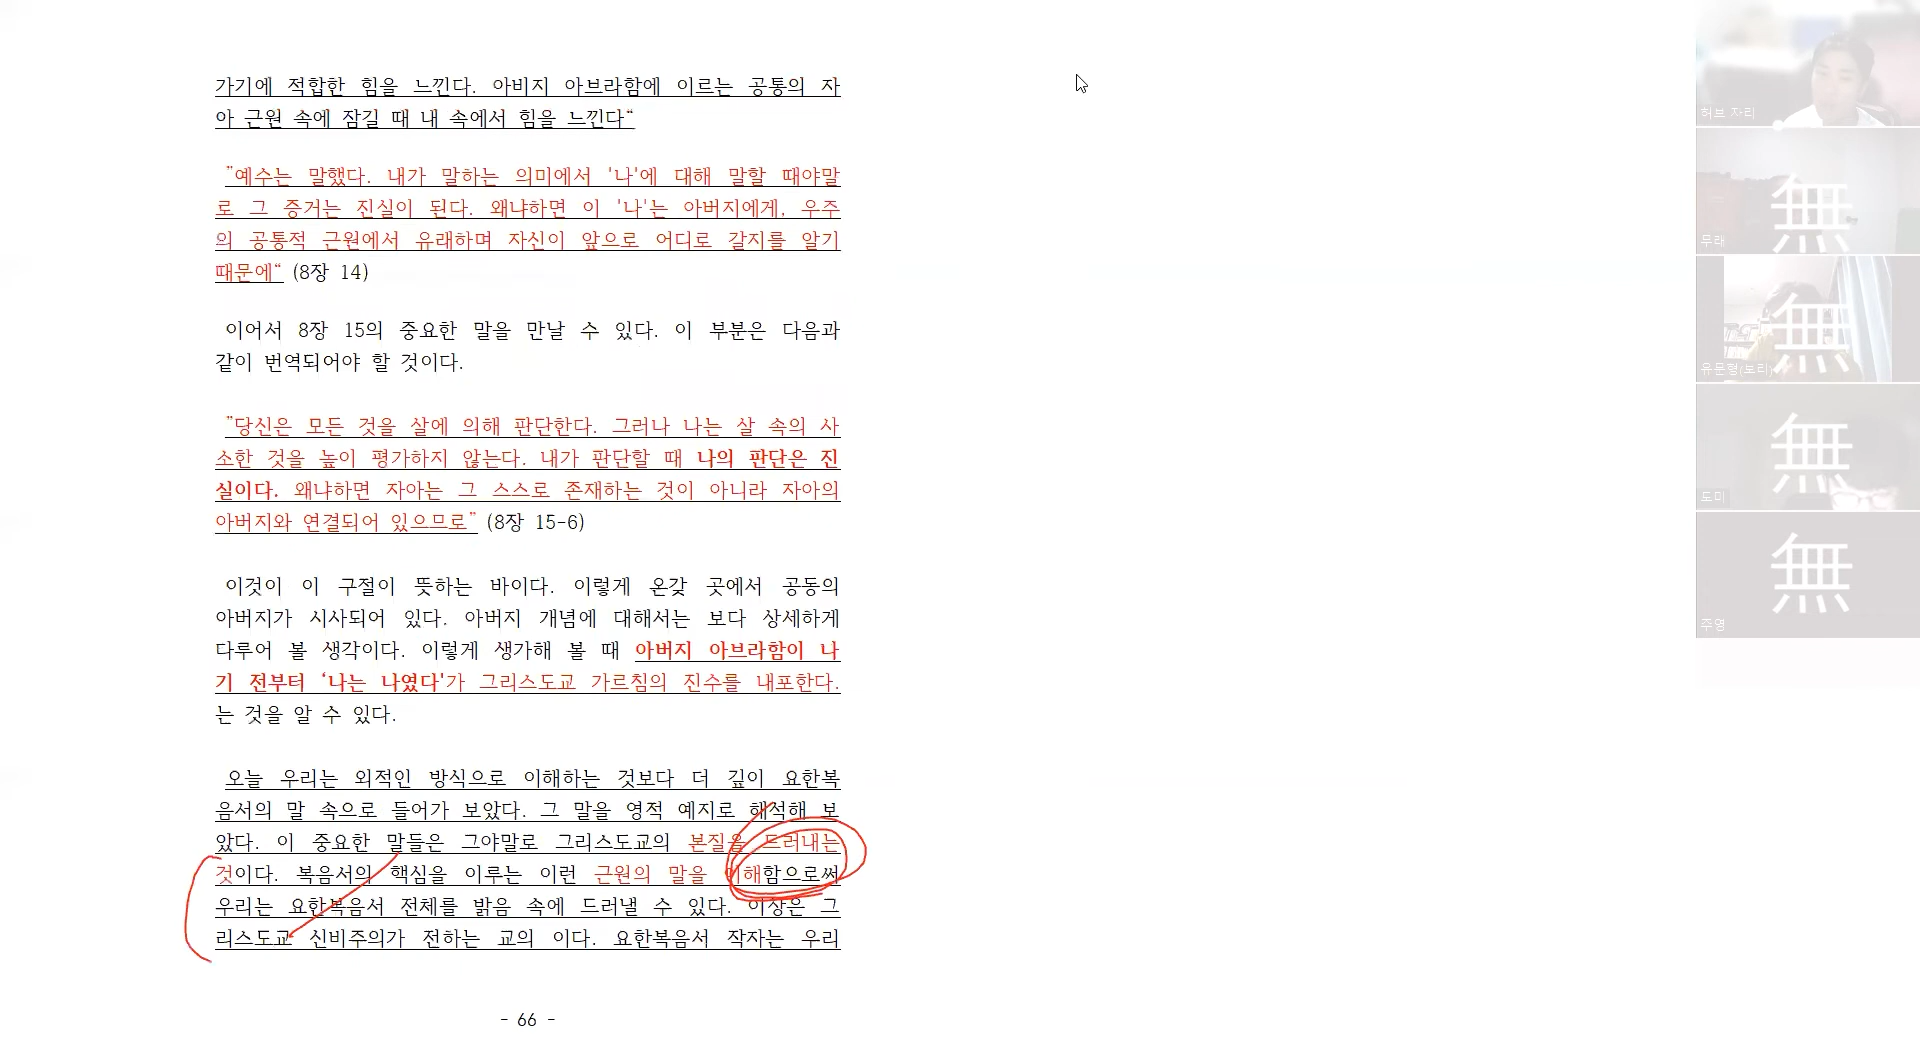 가기에 적합한 힘을 느낀다. 아비지 아브라함에 이르는 공통의 자
아 근원 속에 잠길 때 내 속에서 힘을 느낀다“
”예수는 말했다. 내가 말하는 의미에서 '나'에 대해 말할 때야말
로 그 증거는 진실이 된다. 왜냐하면 이 '나'는 아버지에게, 우주
의 공통적 근원에서 유래하며 자신이 앞으로 어디로 갈지를 알기
때문에“ (8장 14)
이어서 8장 15의 중요한 말을 만날 수 있다. 이 부분은 다음과
같이 번역되어야 할 것이다.
”당신은 모든 것을 살에 의해 판단한다. 그러나 나는 살 속의 사
소한 것을 높이 평가하지 않는다. 내가 판단할 때 나의 판단은 진
실이다. 왜냐하면 자아는 그 스스로 존재하는 것이 아니라 자아의
아버지와 연결되어 있으므로” (8장 15-6)
이것이 이 구절이 뜻하는 바이다. 이렇게 온갖 곳에서 공동의
아버지가 시사되어 있다. 아버지 개념에 대해서는 보다 상세하게
다루어 볼 생각이다. 이렇게 생가해 볼 때 아버지 아브라함이 나
기 전부터 ‘나는 나였다'가 그리스도교 가르침의 진수를 내포한다.
는 것을 알 수 있다.
오늘 우리는 외적인 방식으로 이해하는 것보다 더 깊이 요한복
음서의 말 속으로 들어가 보았다. 그 말을 영적 예지로 해석해 보
았다. 이 중요한 말들은 그야말로 그리스도교의 본질을 드러내는
것이다. 복음서의 핵심을 이루는 이런 근원의 말을 이해함으로써
우리는 요한복음서 전체를 밝음 속에 드러낼 수 있다. 이상은 그
리스도교 신비주의가 전하는 교의 이다. 요한복음서 작자는 우리
- 66 -
허브 자리
無
무래
無
유문형(보리)
無
도미
無
주영